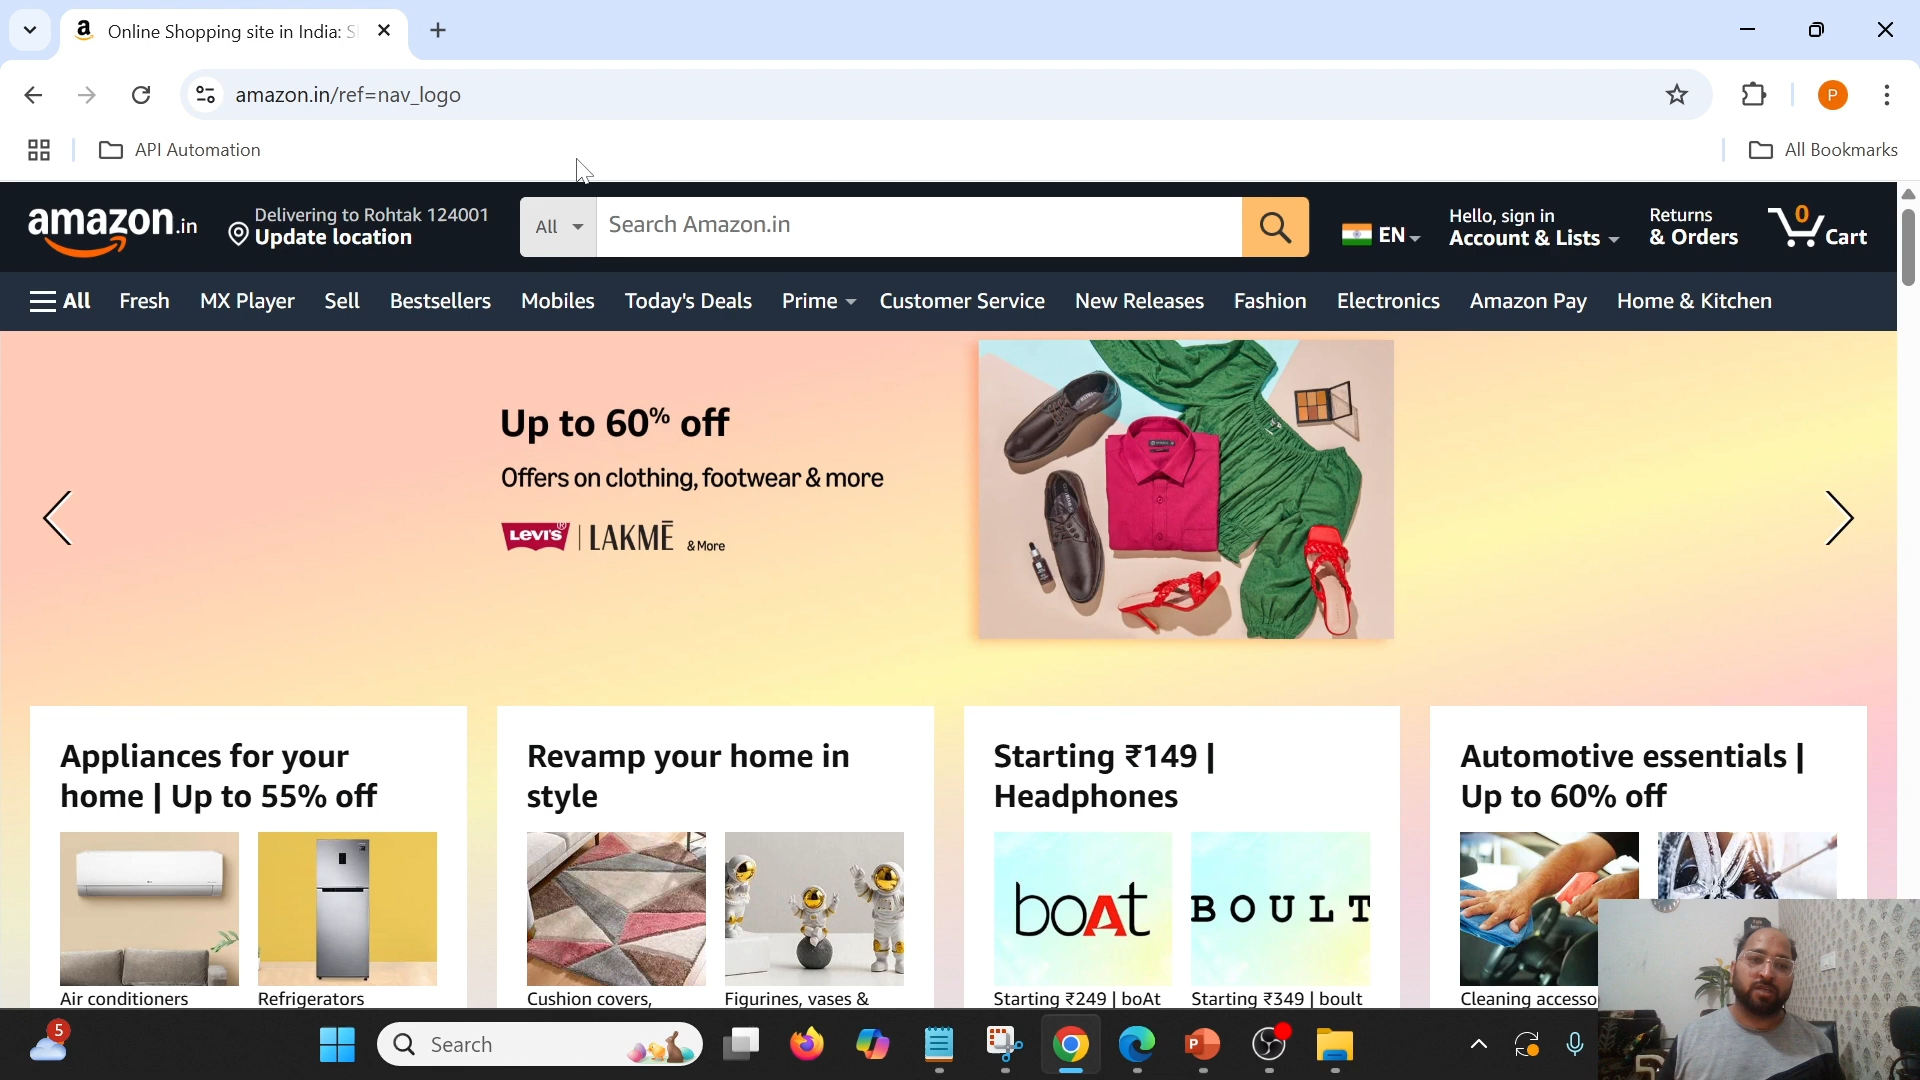 Online Shopping site in India: S
amazon.in/ref=nav_logo
P
API Automation
All Bookmarks
amazon.in
Delivering to Rohtak 124001
Update location
All
Search Amazon.in
EN
Hello, sign in
Account & Lists
Returns
& Orders
0
Cart
All
Fresh
MX Player
Sell
Bestsellers
Mobiles
Today's Deals
Prime
Customer Service
New Releases
Fashion
Electronics
Amazon Pay
Home & Kitchen
Up to 60% off
Offers on clothing, footwear & more
LEVI'S® | LAKMĒ & More
Appliances for your
home | Up to 55% off
Air conditioners
Refrigerators
Revamp your home in
style
Cushion covers,
Figurines, vases &
Starting ₹149 |
Headphones
boAt
BOULT
Starting ₹249 | boAt
Starting ₹349 | boult
Automotive essentials |
Up to 60% off
Cleaning accesso
5
Search